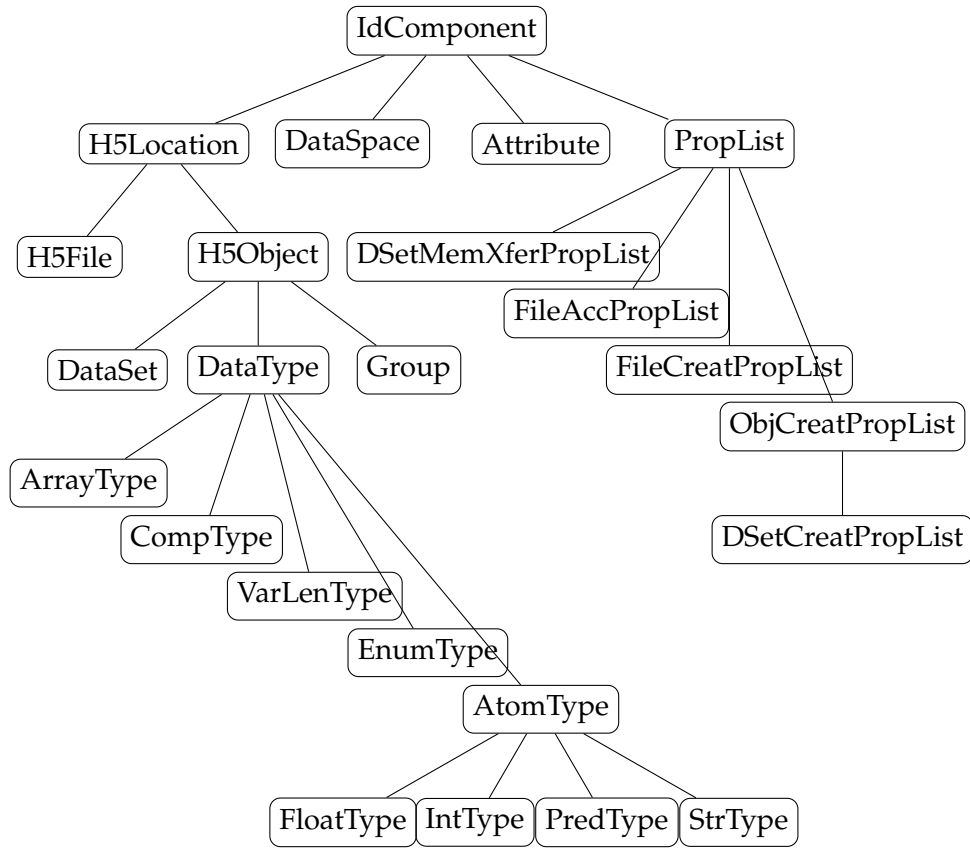 IdComponent
H5Location
DataSpace
Attribute
PropList
H5File
H5Object
DSetMemXferPropList
FileAccPropList
DataSet
DataType
Group
FileCreatPropList
ObjCreatPropList
ArrayType
CompType
DSetCreatPropList
VarLenType
EnumType
AtomType
FloatType
IntType
PredType
StrType